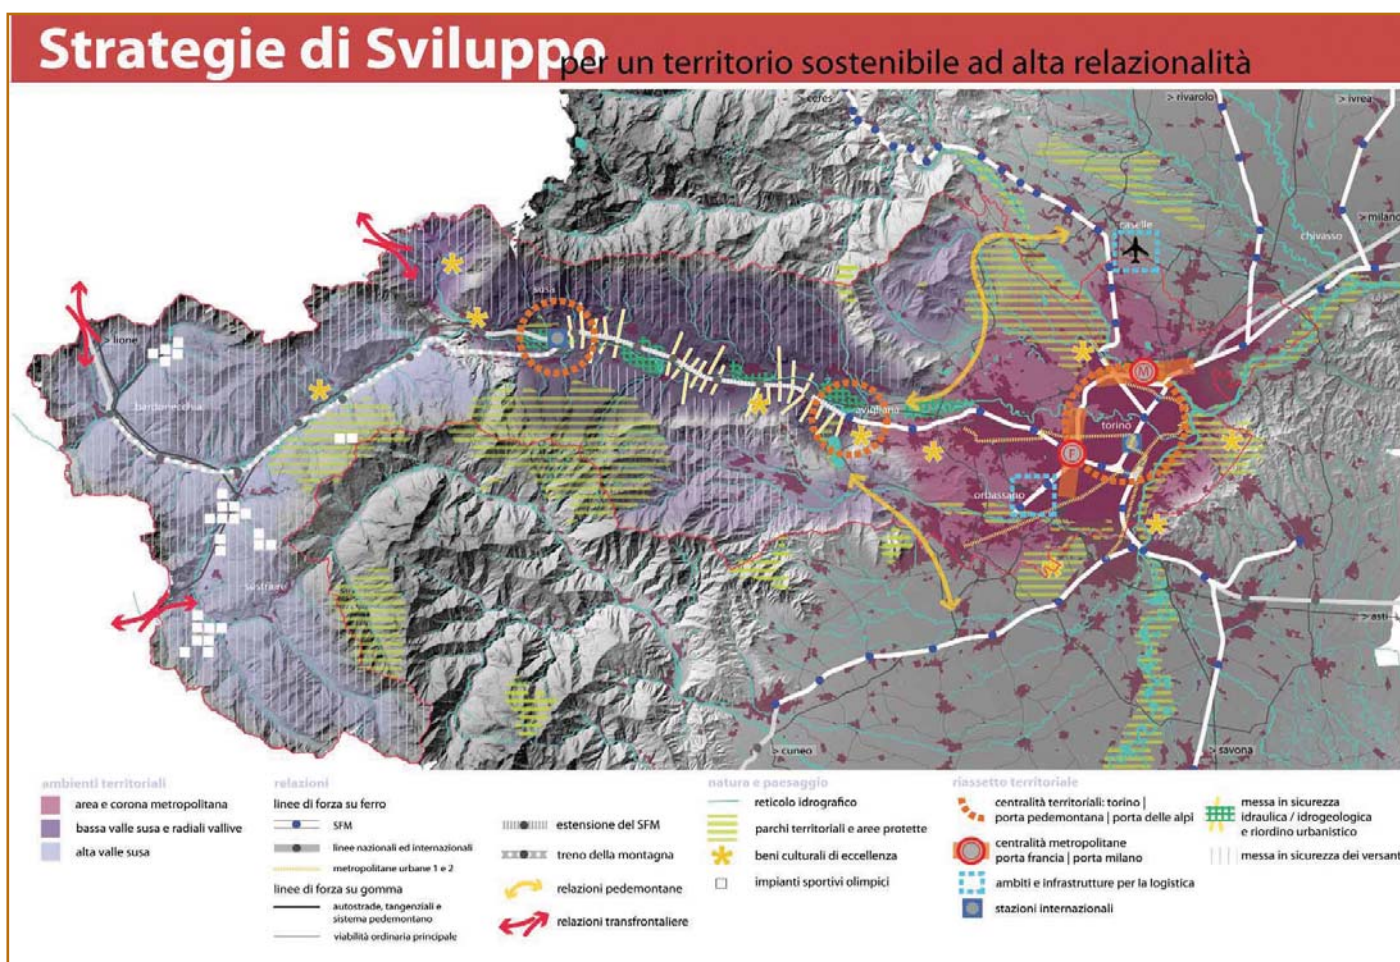 Strategie di Sviluppo
per un territorio sostenibile ad alta relazionalità
> ceres
> rivarolo
> ivrea
> milano
caselle
chivasso
susa
> lione
bardonecchia
avigliana
torino
M
F
orbassano
sestriere
> asti
> cuneo
> savona
ambienti territoriali
area e corona metropolitana
bassa valle susa e radiali vallive
alta valle susa
relazioni
linee di forza su ferro
SFM
linee nazionali ed internazionali
metropolitane urbane 1 e 2
linee di forza su gomma
autostrade, tangenziali e
sistema pedemontano
viabilità ordinaria principale
estensione del SFM
treno della montagna
relazioni pedemontane
relazioni transfrontaliere
natura e paesaggio
reticolo idrografico
parchi territoriali e aree protette
beni culturali di eccellenza
impianti sportivi olimpici
riassetto territoriale
centralità territoriali: torino |
porta pedemontana | porta delle alpi
centralità metropolitane
porta francia | porta milano
ambiti e infrastrutture per la logistica
stazioni internazionali
messa in sicurezza
idraulica / idrogeologica
e riordino urbanistico
messa in sicurezza dei versant